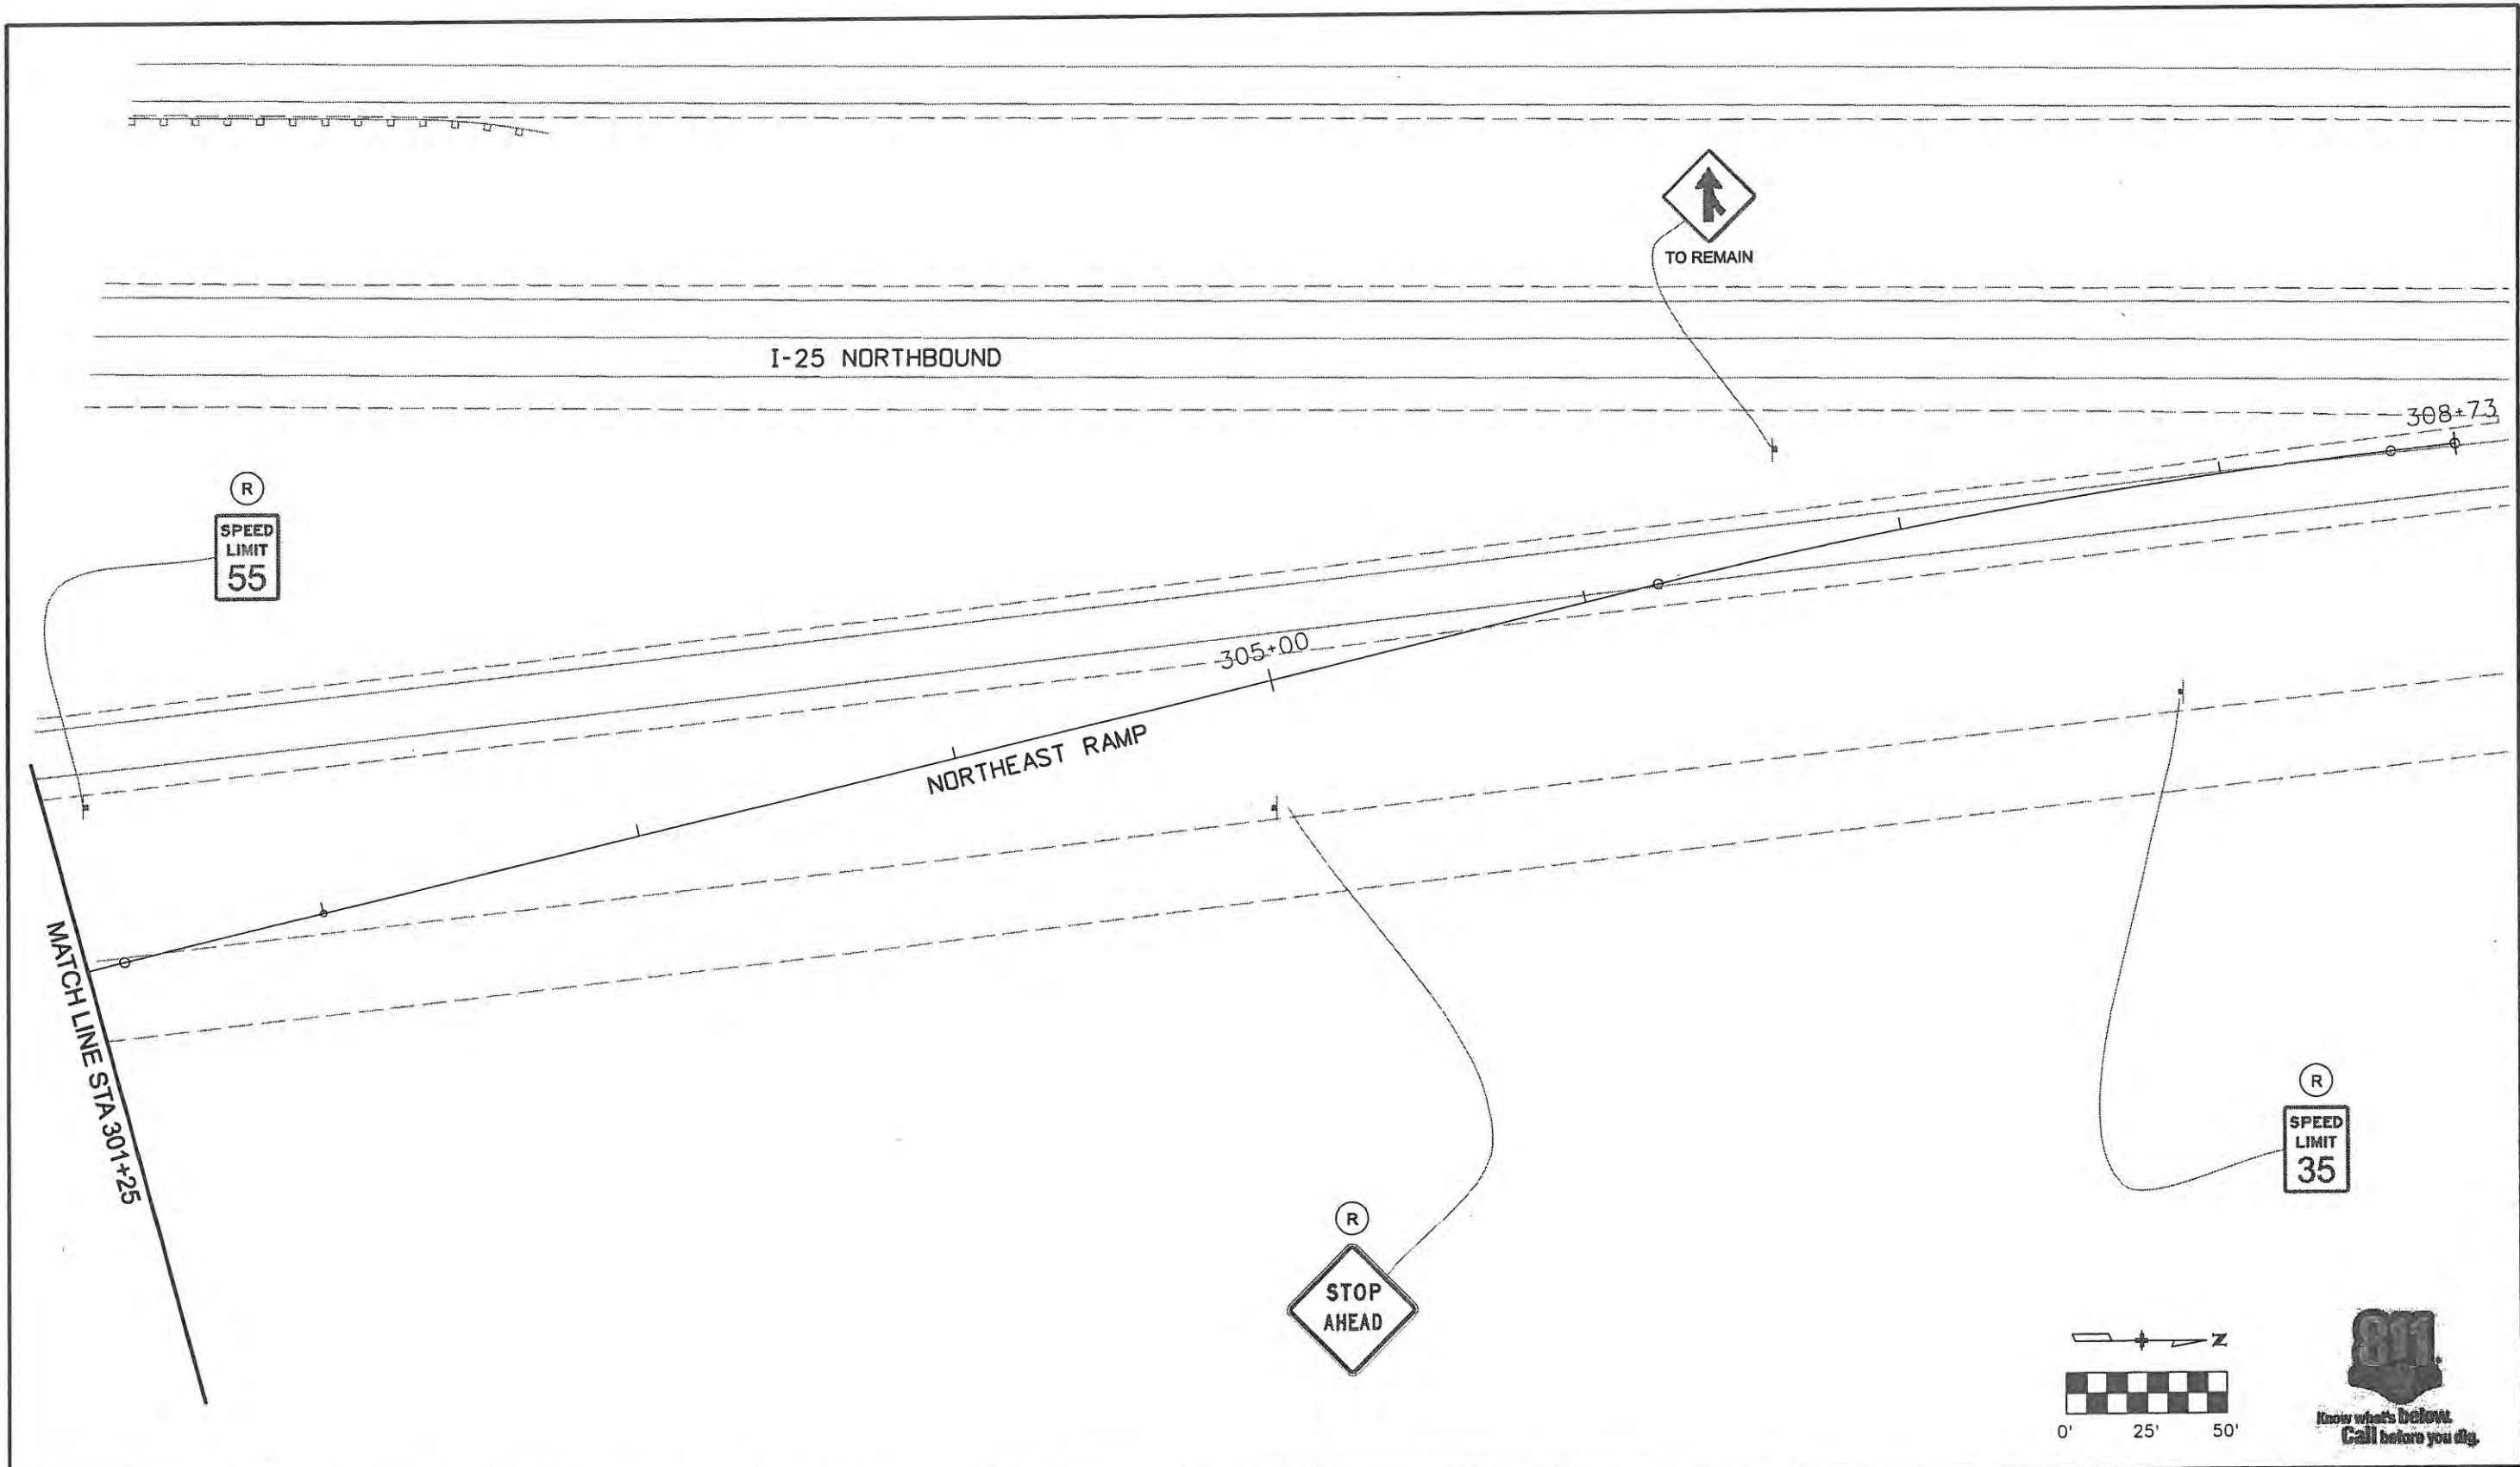 TO REMAIN
I-25 NORTHBOUND
308+73
R
SPEED
LIMIT
55
305+00
NORTHEAST RAMP
MATCH LINE STA 301+25
R
SPEED
LIMIT
35
R
STOP
AHEAD
Z
0' 25' 50'
811
Know what's below.
Call before you dig.